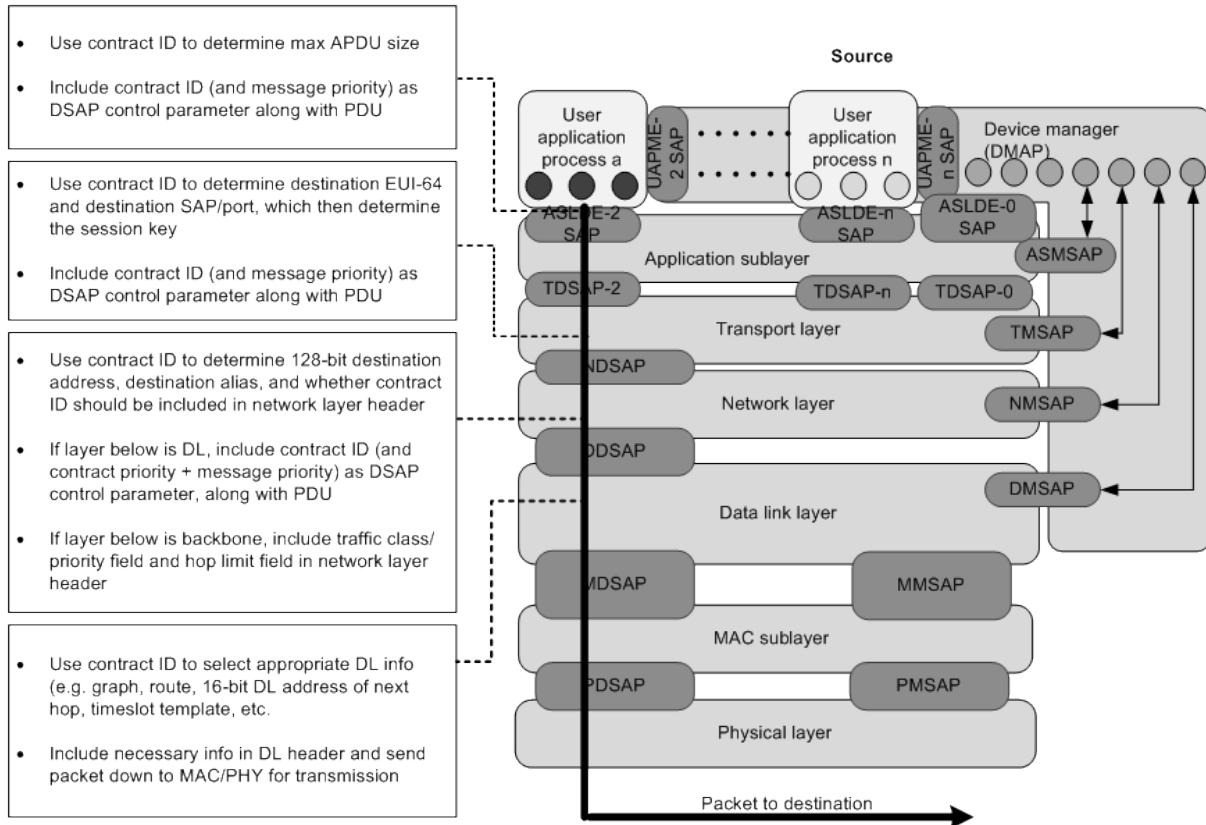 • Use contract ID to determine max APDU size
• Include contract ID (and message priority) as
DSAP control parameter along with PDU
• Use contract ID to determine destination EUI-64
and destination SAP/port, which then determine
the session key
• Include contract ID (and message priority) as
DSAP control parameter along with PDU
• Use contract ID to determine 128-bit destination
address, destination alias, and whether contract
ID should be included in network layer header
• If layer below is DL, include contract ID (and
contract priority + message priority) as DSAP
control parameter, along with PDU
• If layer below is backbone, include traffic class/
priority field and hop limit field in network layer
header
• Use contract ID to select appropriate DL info
(e.g. graph, route, 16-bit DL address of next
hop, timeslot template, etc.
• Include necessary info in DL header and send
packet down to MAC/PHY for transmission
Source
User
application
process a
UAPME-
2 SAP
User
application
process n
UAPME-
n SAP
Device manager
(DMAP)
ASLDE-2
SAP
ASLDE-n
SAP
ASLDE-0
SAP
Application sublayer
ASMSAP
TDSAP-2
TDSAP-n
TDSAP-0
Transport layer
TMSAP
NDSAP
Network layer
NMSAP
DDSAP
DMSAP
Data link layer
MDSAP
MMSAP
MAC sublayer
PDSAP
PMSAP
Physical layer
Packet to destination